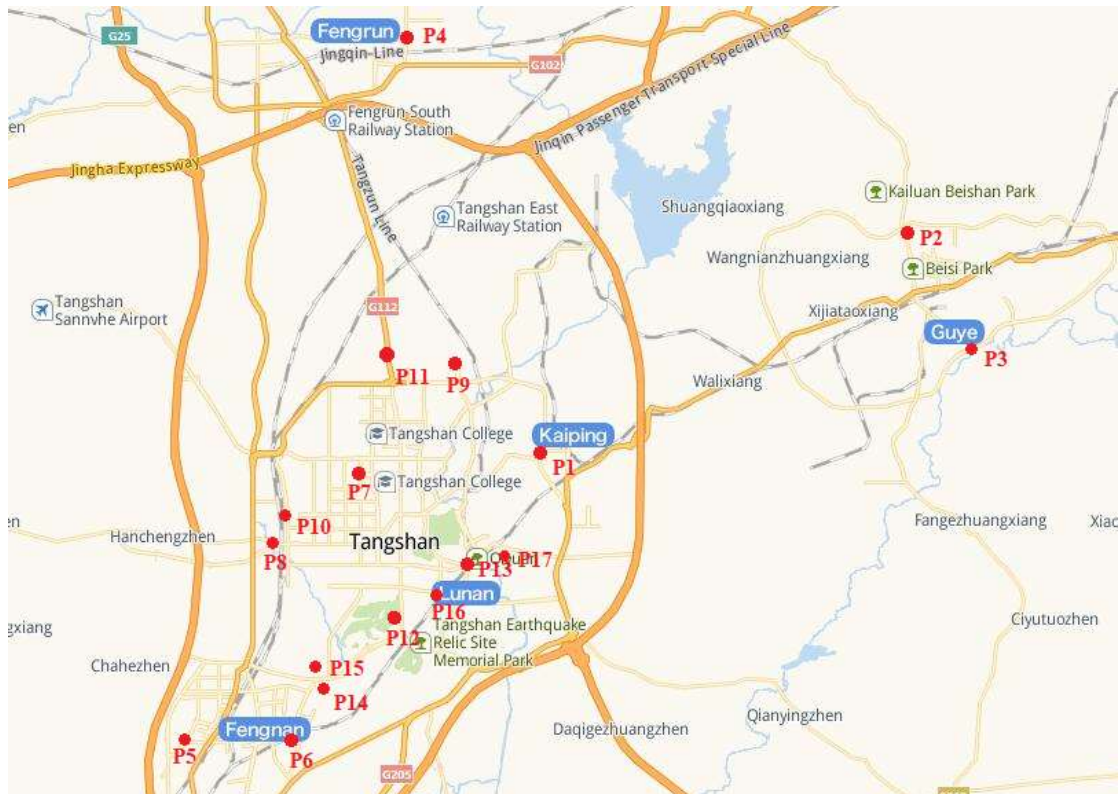 Fengrun
P4
G25
Jingqin-Line
G102
Jinqin Passenger Transport Special Line
Fengrun South
Railway Station
Jingha Expressway
Tangzun Line
Kailuan Beishan Park
Shuangqiaoxiang
Tangshan East
Railway Station
P2
Wangnianzhuangxiang
Beisi Park
Tangshan
Sannvhe Airport
G112
Xijiataoxiang
Guye
P3
P11
P9
Walixiang
Tangshan College
Kaiping
P1
Tangshan College
P7
P10
Hanchengzhen
Fangezhuangxiang
Xiao
Tangshan
P8
P13
P17
Lunan
P16
P12
Tangshan Earthquake
Relic Site
Memorial Park
Ciyutuozhen
gxiang
Chahezhen
P15
P14
Qianyingzhen
Fengnan
Daqigezhuangzhen
P5
P6
G205